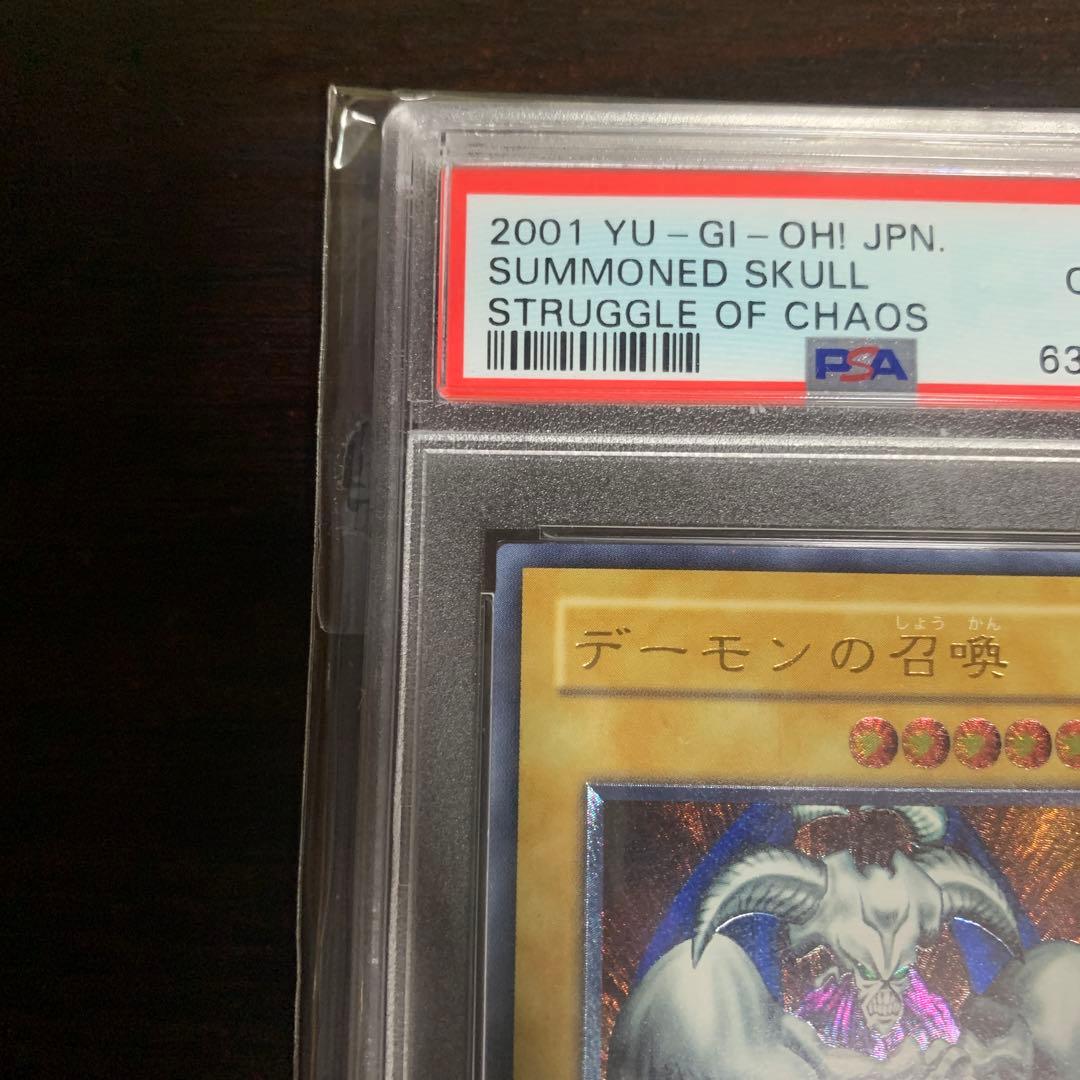 2001 YU-GI-OH! JPN.
SUMMONED SKULL
STRUGGLE OF CHAOS
PSA
63
しょう かん
デーモンの召喚